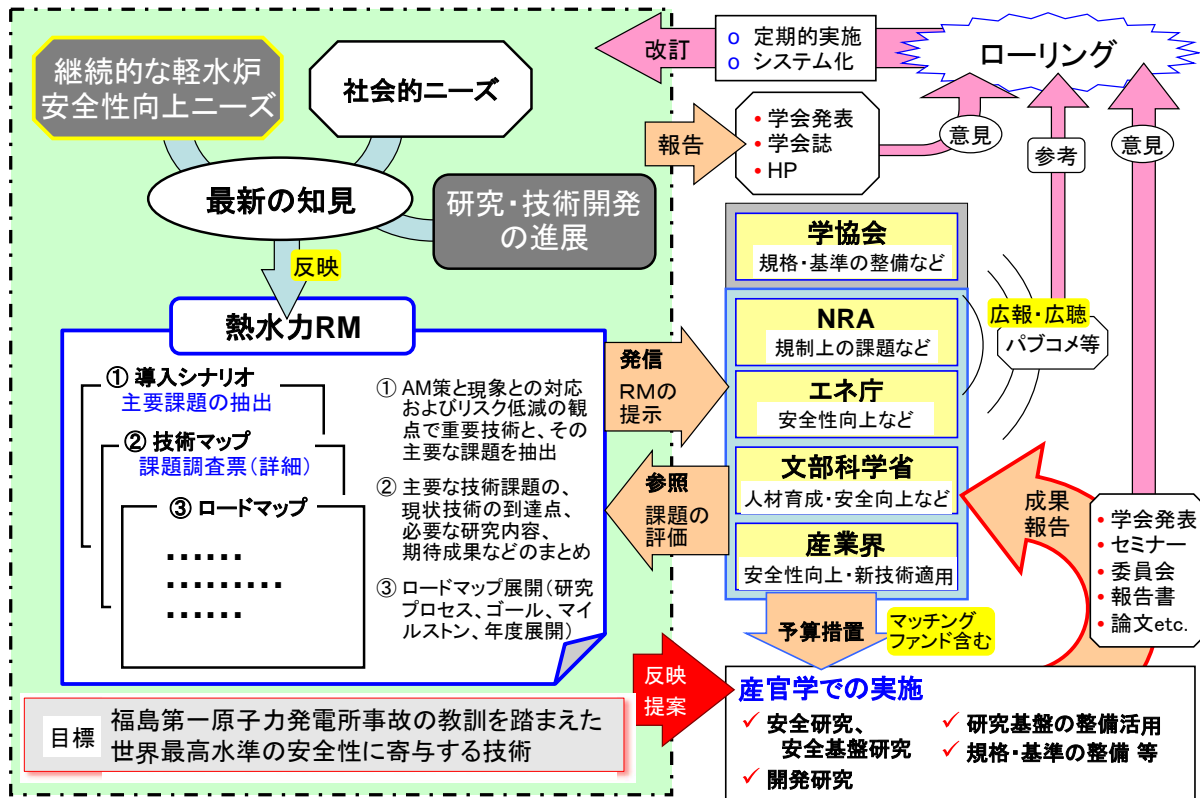 継続的な軽水炉
安全性向上ニーズ
社会的ニーズ
最新の知見
研究・技術開発
の進展
反映
熱水力RM
① 導入シナリオ
主要課題の抽出
② 技術マップ
課題調査票(詳細)
③ ロードマップ
▪▪▪▪▪▪
▪▪▪▪▪▪▪▪▪
▪▪▪▪▪▪
① AM策と現象との対応
およびリスク低減の観
点で重要技術と、その
主要な課題を抽出
② 主要な技術課題の、
現状技術の到達点、
必要な研究内容、
期待成果などのまとめ
③ ロードマップ展開(研究
プロセス、ゴール、マイ
ルストン、年度展開)
目標
福島第一原子力発電所事故の教訓を踏まえた
世界最高水準の安全性に寄与する技術
改訂
o 定期的実施
o システム化
ローリング
報告
• 学会発表
• 学会誌
• HP
意見
参考
意見
学協会
規格・基準の整備など
NRA
規制上の課題など
エネ庁
安全性向上など
文部科学省
人材育成・安全向上など
産業界
安全性向上・新技術適用
広報・広聴
パブコメ等
発信
RMの
提示
参照
課題の
評価
予算措置
マッチング
ファンド含む
成果
報告
• 学会発表
• セミナー
• 委員会
• 報告書
• 論文etc.
反映
提案
産官学での実施
✓ 安全研究、
安全基盤研究
✓ 開発研究
✓ 研究基盤の整備活用
✓ 規格・基準の整備 等